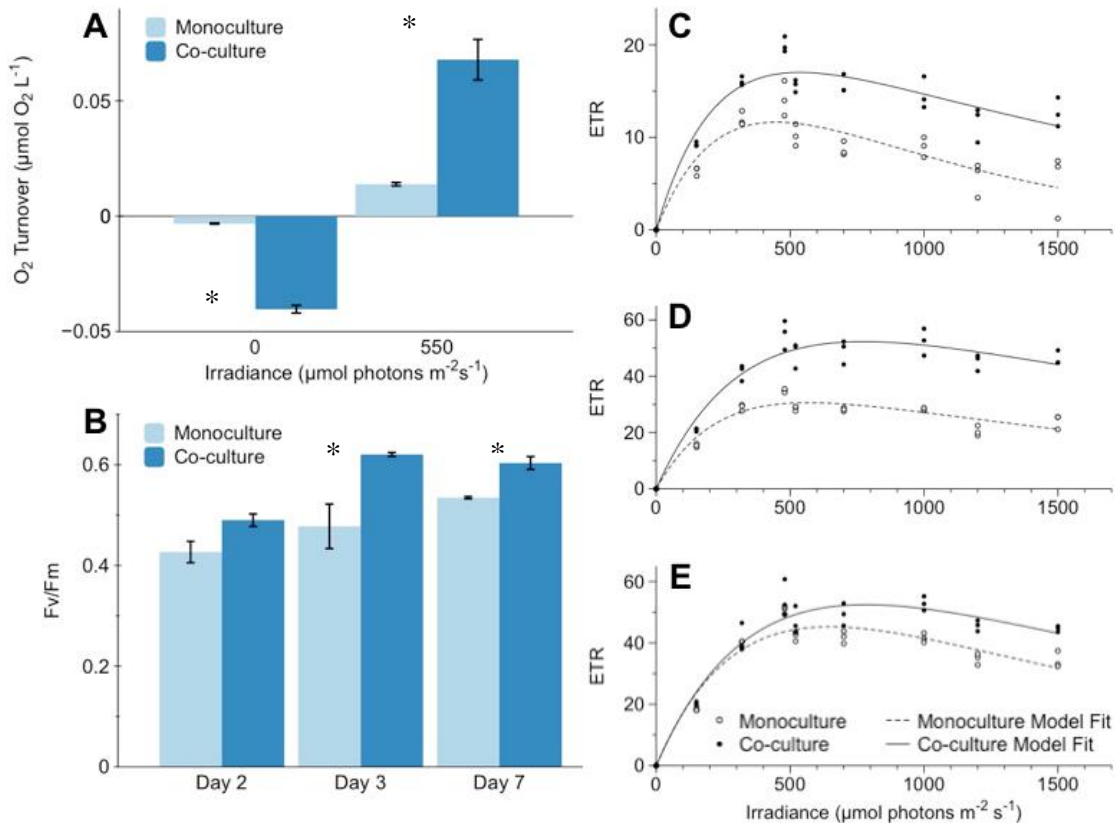 A
Monoculture
Co-culture
*
0.05
0
−0.05
*
O₂ Turnover (µmol O₂ L⁻¹)
0
550
Irradiance (µmol photons m⁻²s⁻¹)
B
Monoculture
Co-culture
*
*
0.6
0.4
0.2
0
Fv/Fm
Day 2
Day 3
Day 7
C
20
10
0
ETR
0
500
1000
1500
D
60
40
20
0
ETR
0
500
1000
1500
E
60
40
20
0
ETR
Monoculture
Monoculture Model Fit
Co-culture
Co-culture Model Fit
0
500
1000
1500
Irradiance (µmol photons m⁻² s⁻¹)